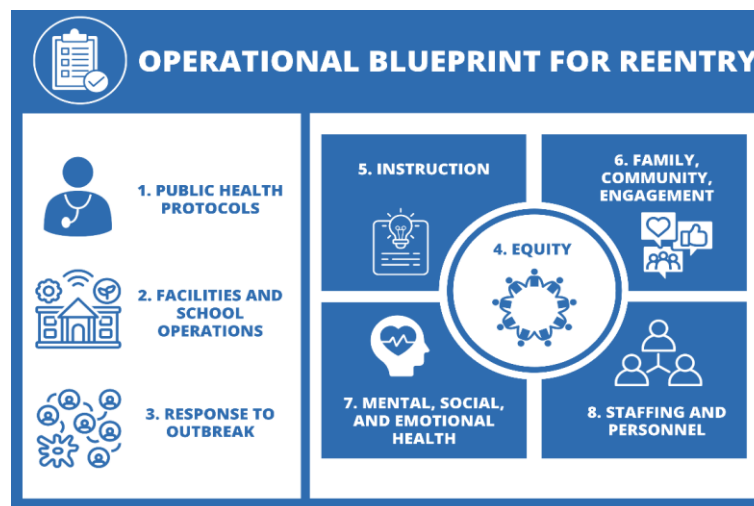 OPERATIONAL BLUEPRINT FOR REENTRY
1. PUBLIC HEALTH
PROTOCOLS
2. FACILITIES AND
SCHOOL
OPERATIONS
3. RESPONSE TO
OUTBREAK
4. EQUITY
5. INSTRUCTION
6. FAMILY,
COMMUNITY,
ENGAGEMENT
7. MENTAL, SOCIAL,
AND EMOTIONAL
HEALTH
8. STAFFING AND
PERSONNEL